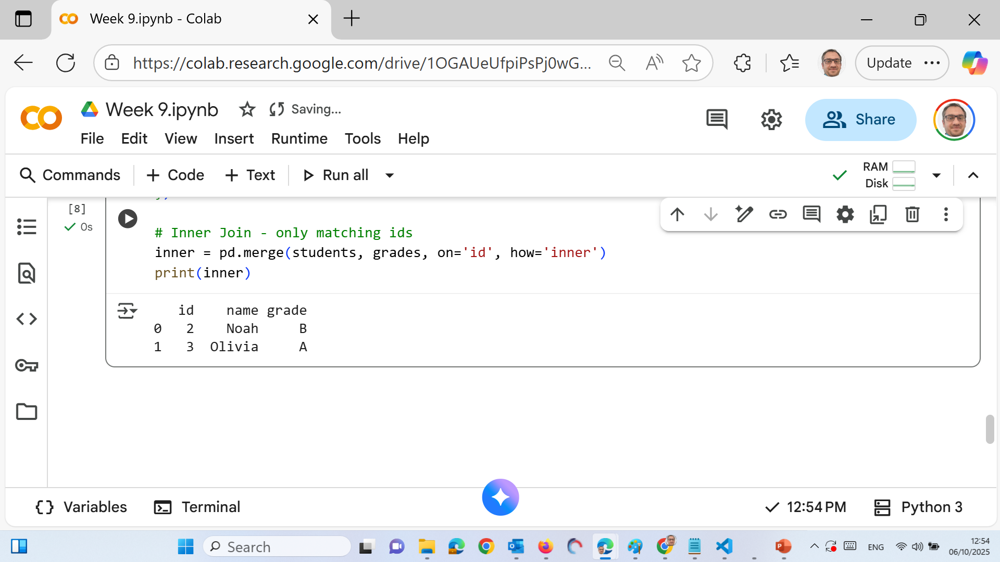 Week 9.ipynb - Colab
https://colab.research.google.com/drive/1OGAUeUfpiPsPj0wG...
Update
Week 9.ipynb
Saving...
File Edit View Insert Runtime Tools Help
Share
Commands
+ Code + Text
Run all
RAM
Disk
[8]
0s
# Inner Join - only matching ids
inner = pd.merge(students, grades, on='id', how='inner')
print(inner)
id name grade
0 2 Noah B
1 3 Olivia A
Variables
Terminal
12:54 PM
Python 3
Search
ENG
12:54
06/10/2025